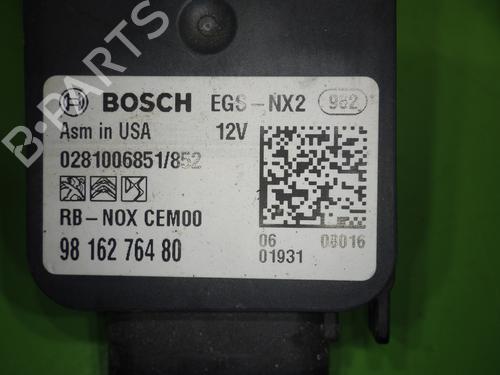 B-PARTS
BOSCH EGS-NX2 982
Asm in USA 12V
0281006851/852
RB-NOX CEM00
98 162 764 80
06 08016
01931